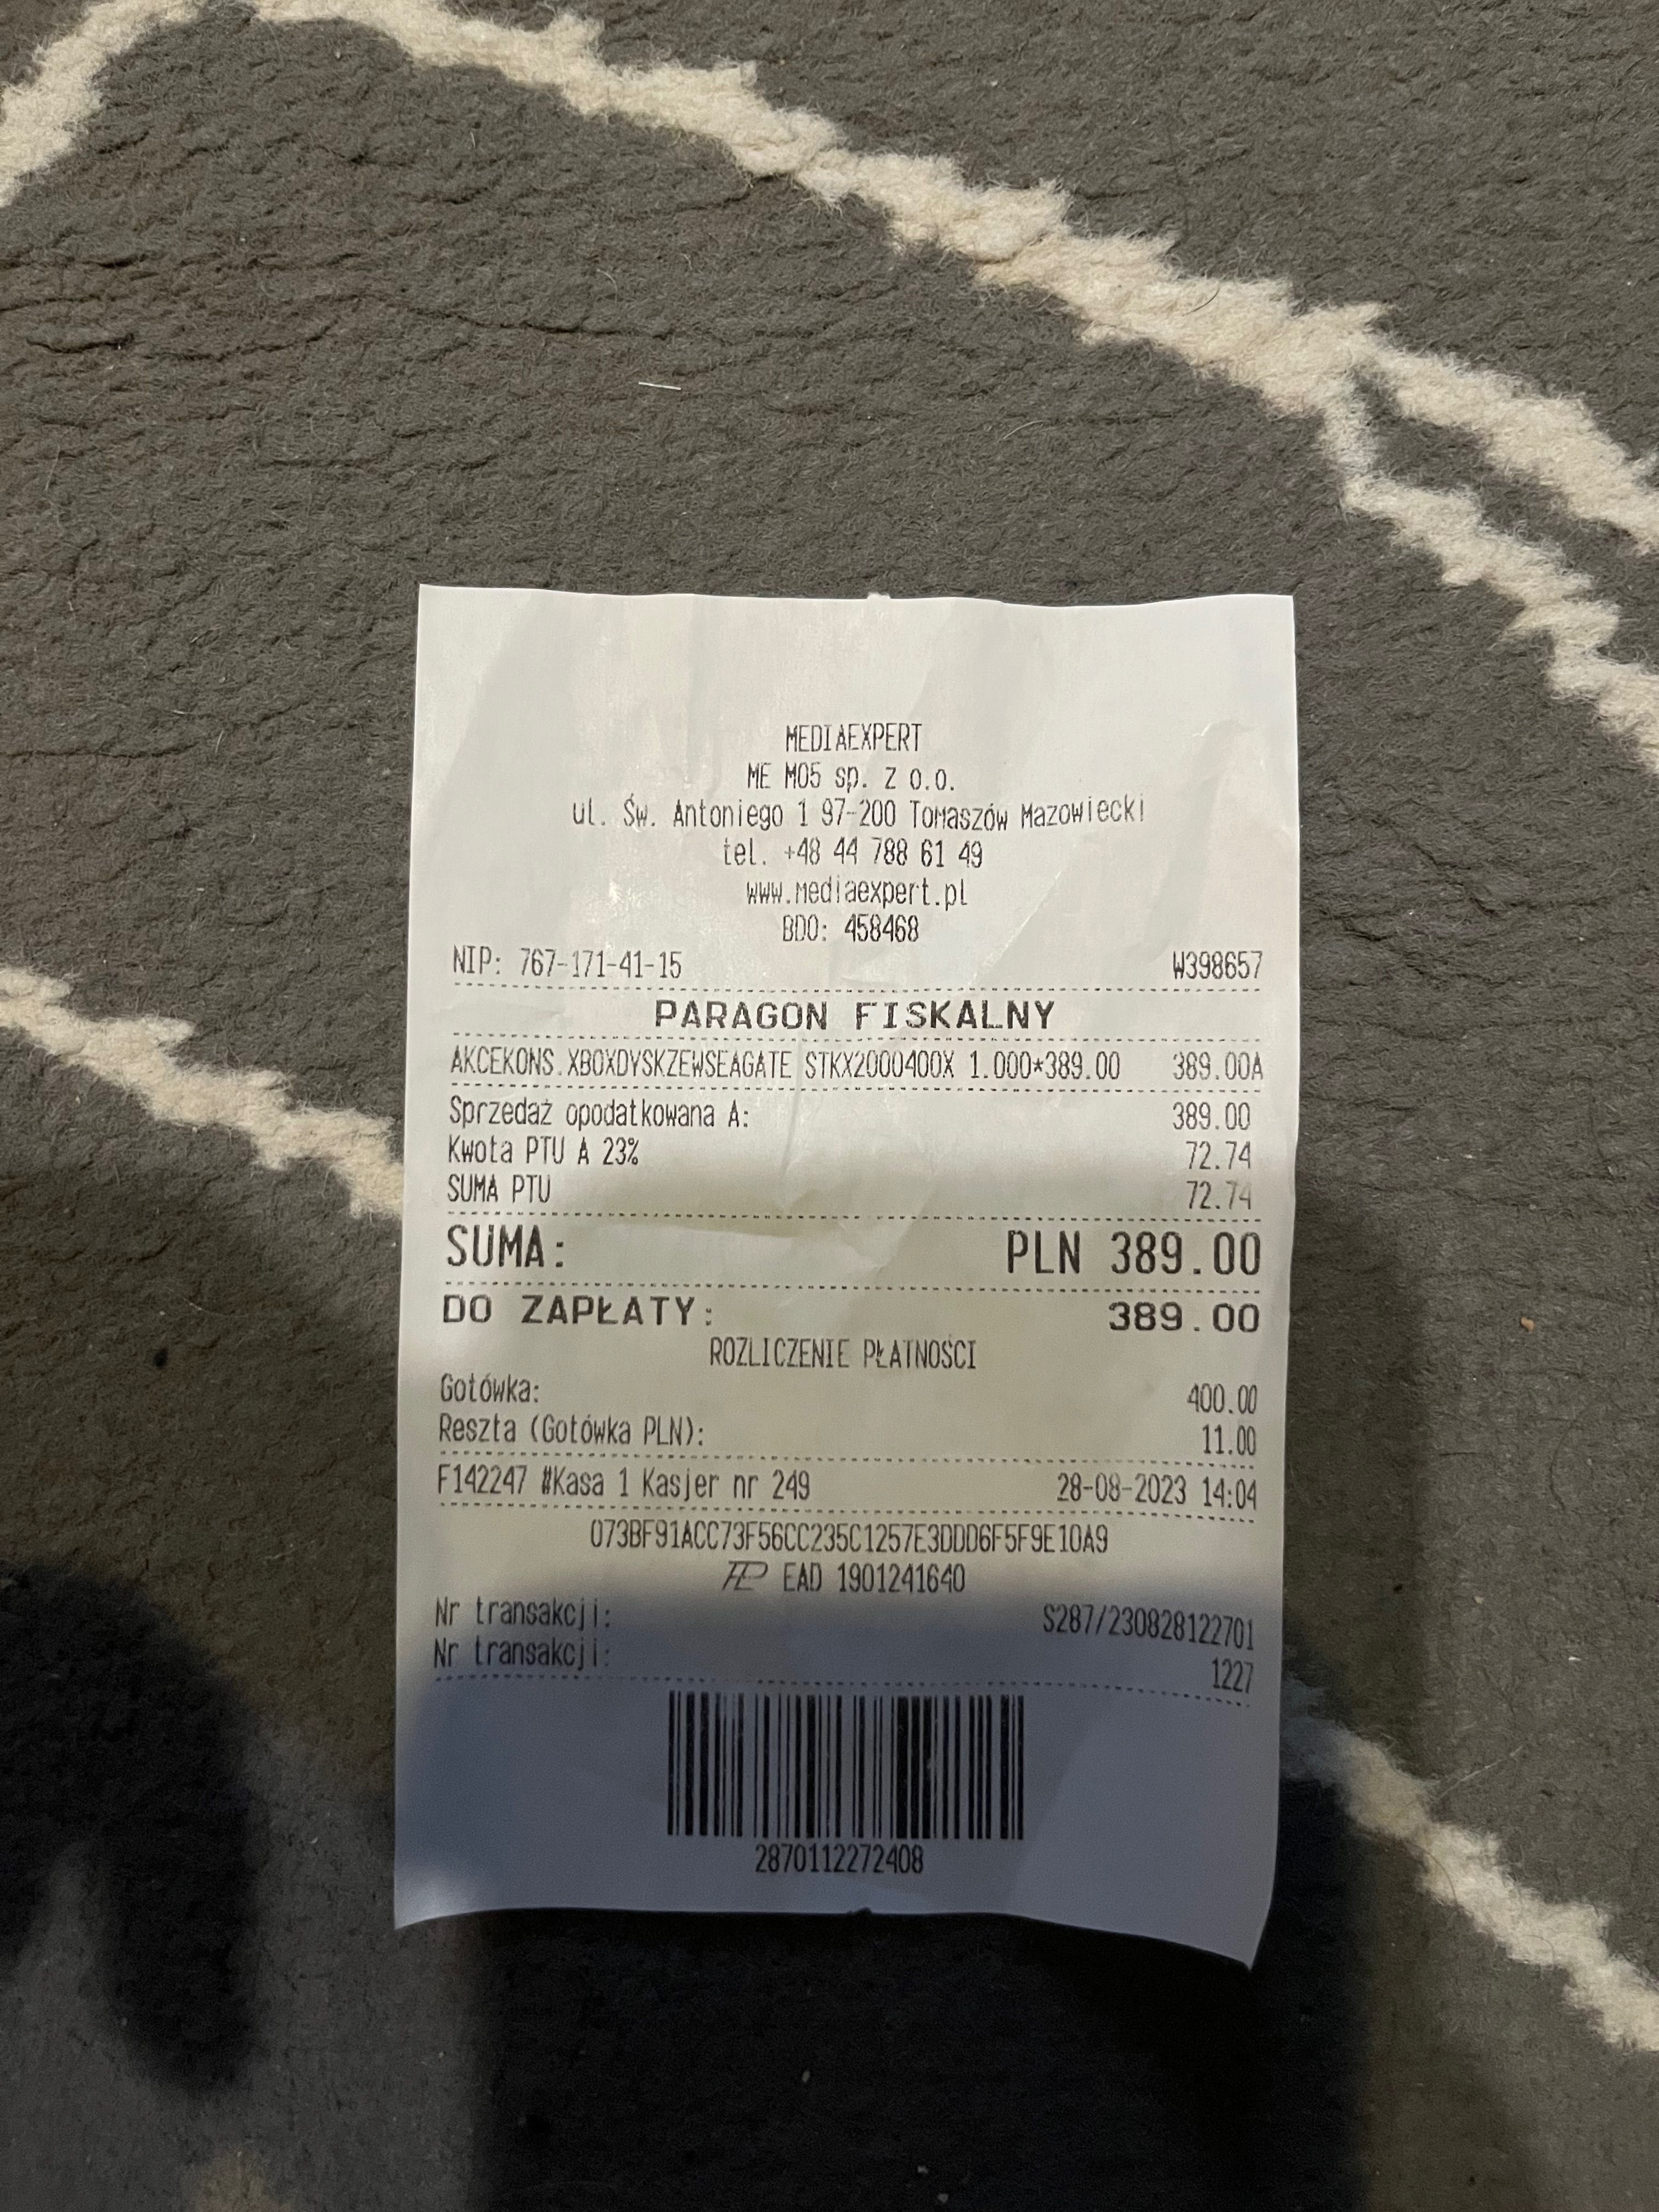 MEDIAEXPERT
ME M05 sp. z o.o.
ul. Św. Antoniego 1 97-200 Tomaszów Mazowiecki
tel. +48 44 788 61 49
www.mediaexpert.pl
BDO: 458468
NIP: 767-171-41-15 W398657
PARAGON FISKALNY
AKCEKONS.XBOXDYSKZEWSEAGATE STKX2000400X 1.000*389.00 389.00A
Sprzedaż opodatkowana A: 389.00
Kwota PTU A 23% 72.74
SUMA PTU 72.74
SUMA: PLN 389.00
DO ZAPŁATY: 389.00
ROZLICZENIE PŁATNOŚCI
Gotówka: 400.00
Reszta (Gotówka PLN): 11.00
F142247 #Kasa 1 Kasjer nr 249 28-08-2023 14:04
073BF91ACC73F56CC235C1257E3DDD6F5F9E10A9
EAD 1901241640
Nr transakcji: S287/230828122701
Nr transakcji: 1227
2870112272408